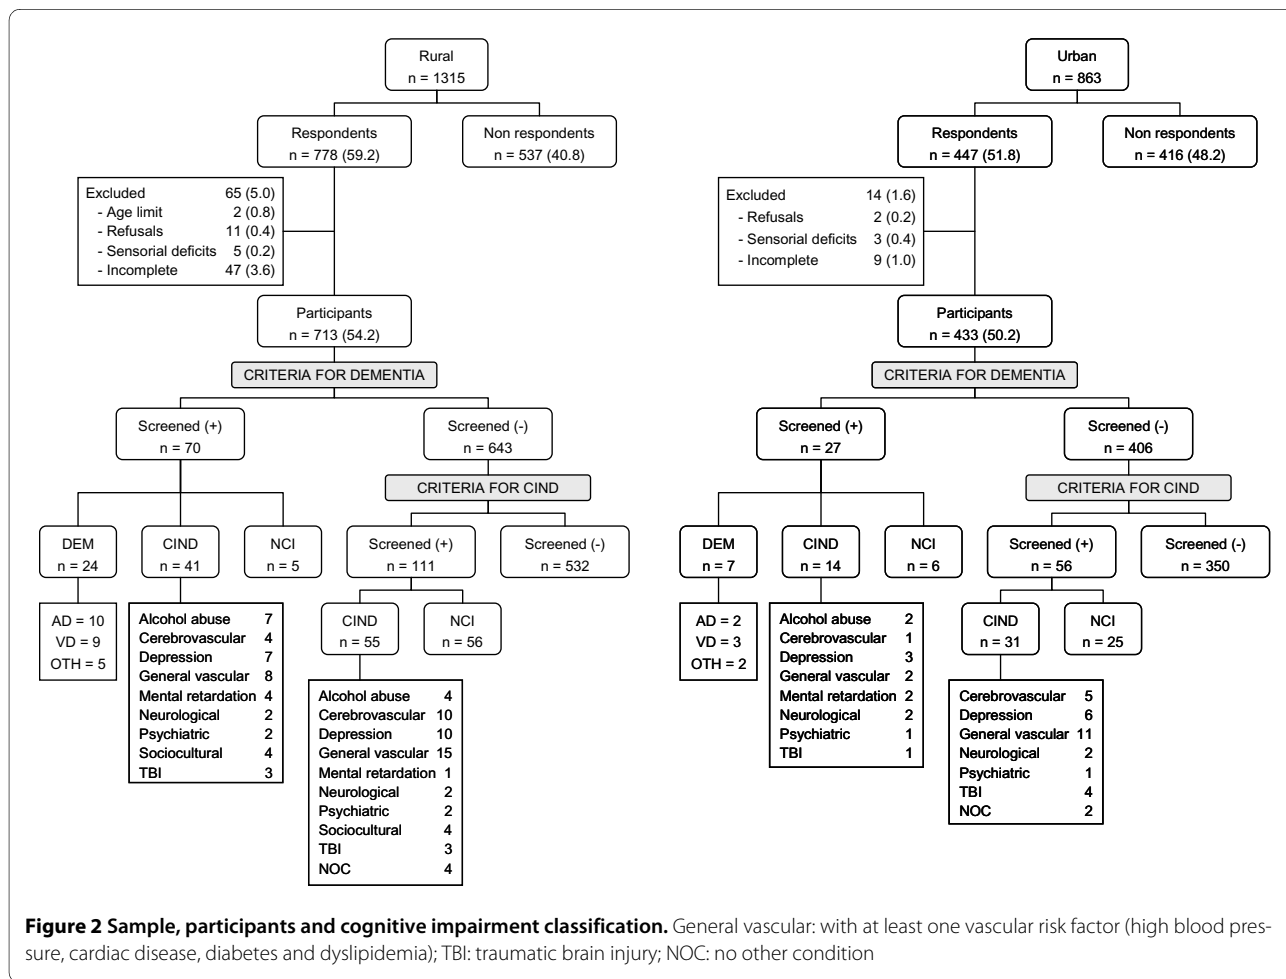 Rural
n = 1315
Respondents
n = 778 (59.2)
Non respondents
n = 537 (40.8)
Excluded 65 (5.0)
- Age limit 2 (0.8)
- Refusals 11 (0.4)
- Sensorial deficits 5 (0.2)
- Incomplete 47 (3.6)
Participants
n = 713 (54.2)
CRITERIA FOR DEMENTIA
Screened (+)
n = 70
Screened (-)
n = 643
CRITERIA FOR CIND
DEM
n = 24
CIND
n = 41
NCI
n = 5
Screened (+)
n = 111
Screened (-)
n = 532
AD = 10
VD = 9
OTH = 5
Alcohol abuse 7
Cerebrovascular 4
Depression 7
General vascular 8
Mental retardation 4
Neurological 2
Psychiatric 2
Sociocultural 4
TBI 3
CIND
n = 55
NCI
n = 56
Alcohol abuse 4
Cerebrovascular 10
Depression 10
General vascular 15
Mental retardation 1
Neurological 2
Psychiatric 2
Sociocultural 4
TBI 3
NOC 4
Urban
n = 863
Respondents
n = 447 (51.8)
Non respondents
n = 416 (48.2)
Excluded 14 (1.6)
- Refusals 2 (0.2)
- Sensorial deficits 3 (0.4)
- Incomplete 9 (1.0)
Participants
n = 433 (50.2)
CRITERIA FOR DEMENTIA
Screened (+)
n = 27
Screened (-)
n = 406
CRITERIA FOR CIND
DEM
n = 7
CIND
n = 14
NCI
n = 6
Screened (+)
n = 56
Screened (-)
n = 350
AD = 2
VD = 3
OTH = 2
Alcohol abuse 2
Cerebrovascular 1
Depression 3
General vascular 2
Mental retardation 2
Neurological 2
Psychiatric 1
TBI 1
CIND
n = 31
NCI
n = 25
Cerebrovascular 5
Depression 6
General vascular 11
Neurological 2
Psychiatric 1
TBI 4
NOC 2
Figure 2 Sample, participants and cognitive impairment classification. General vascular: with at least one vascular risk factor (high blood pres-
sure, cardiac disease, diabetes and dyslipidemia); TBI: traumatic brain injury; NOC: no other condition